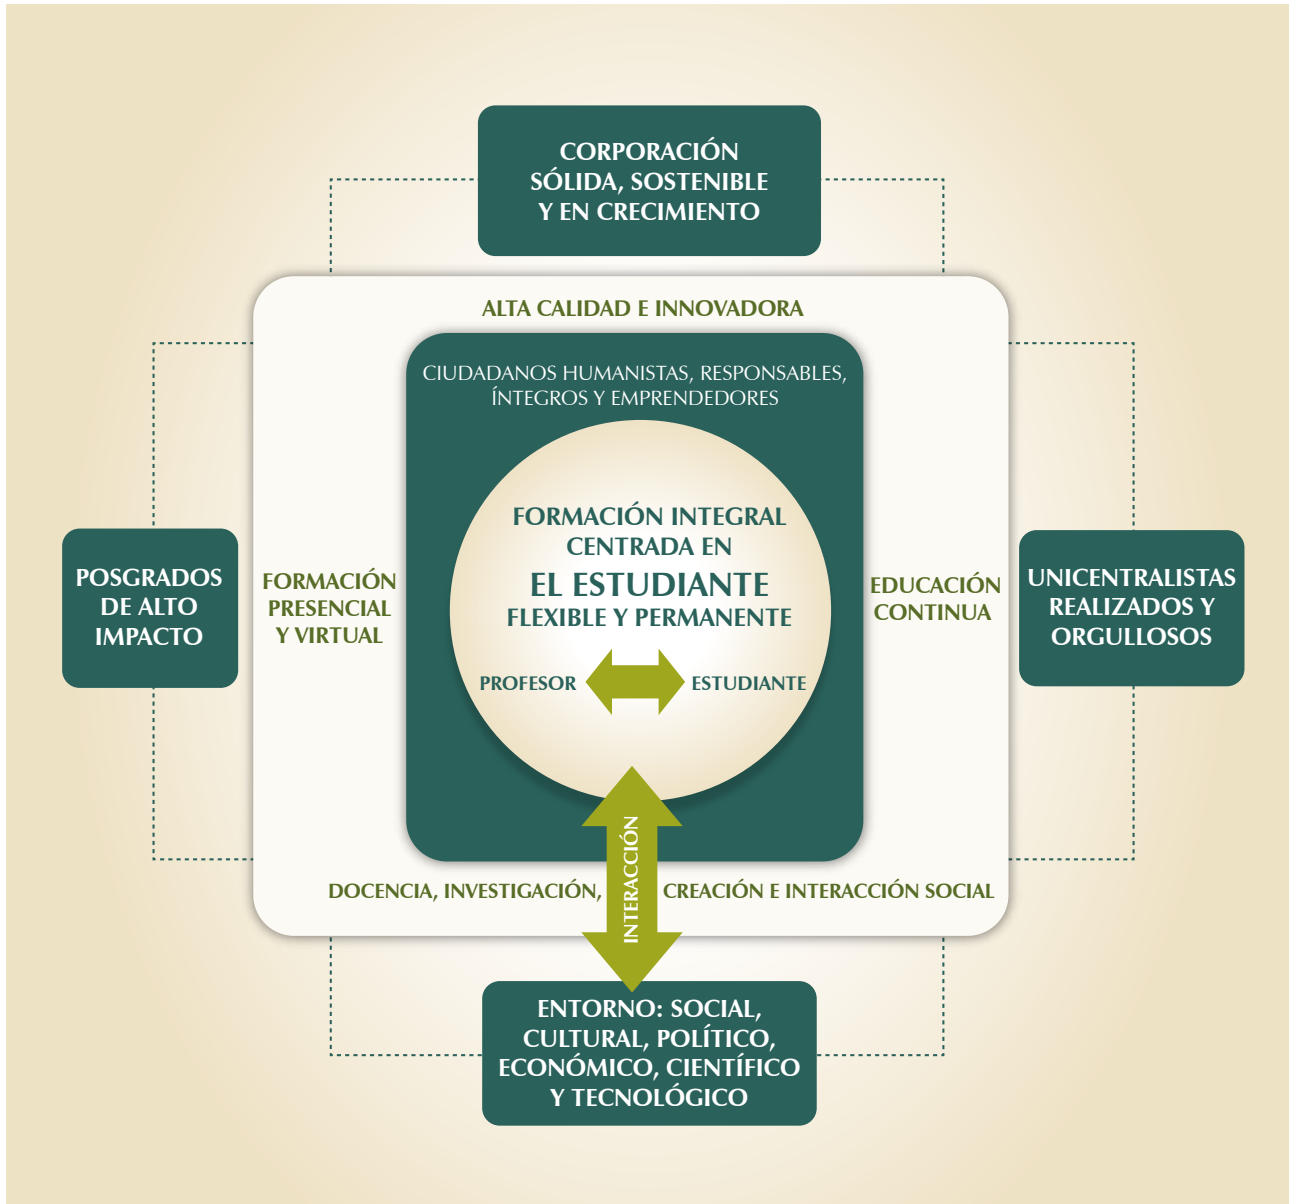 CORPORACIÓN
SÓLIDA, SOSTENIBLE
Y EN CRECIMIENTO
ALTA CALIDAD E INNOVADORA
CIUDADANOS HUMANISTAS, RESPONSABLES,
ÍNTEGROS Y EMPRENDEDORES
FORMACIÓN INTEGRAL
CENTRADA EN
EL ESTUDIANTE
FLEXIBLE Y PERMANENTE
PROFESOR
ESTUDIANTE
POSGRADOS
DE ALTO
IMPACTO
FORMACIÓN
PRESENCIAL
Y VIRTUAL
EDUCACIÓN
CONTINUA
UNICENTRALISTAS
REALIZADOS Y
ORGULLOSOS
INTERACCIÓN
DOCENCIA, INVESTIGACIÓN,
CREACIÓN E INTERACCIÓN SOCIAL
ENTORNO: SOCIAL,
CULTURAL, POLÍTICO,
ECONÓMICO, CIENTÍFICO
Y TECNOLÓGICO